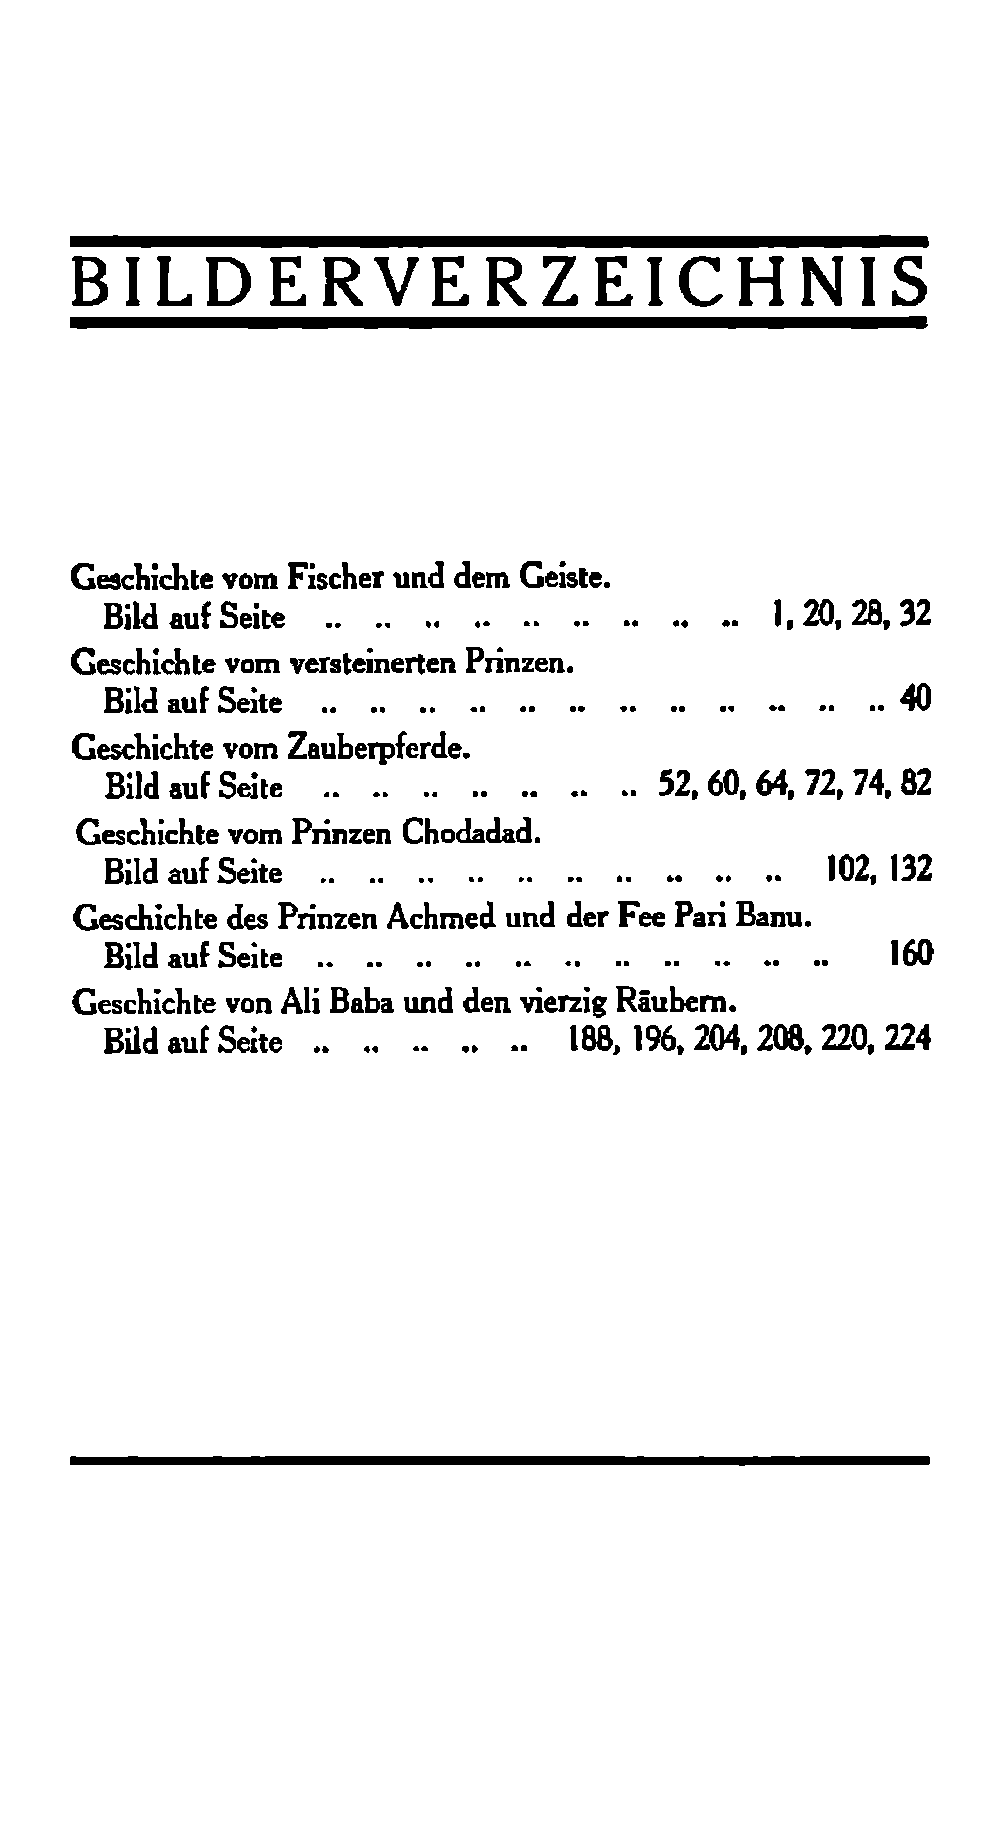 BILDERVERZEICHNIS
Geschichte vom Fischer und dem Geiste.
Bild auf Seite .. .. .. .. .. .. .. .. .. 1, 20, 28, 32
Geschichte vom versteinerten Prinzen.
Bild auf Seite .. .. .. .. .. .. .. .. .. .. .. .. 40
Geschichte vom Zauberpferde.
Bild auf Seite .. .. .. .. .. .. .. 52, 60, 64, 72, 74, 82
Geschichte vom Prinzen Chodadad.
Bild auf Seite .. .. .. .. .. .. .. .. .. .. 102, 132
Geschichte des Prinzen Achmed und der Fee Pari Banu.
Bild auf Seite .. .. .. .. .. .. .. .. .. .. .. 160
Geschichte von Ali Baba und den vierzig Räubern.
Bild auf Seite .. .. .. .. .. 188, 196, 204, 208, 220, 224